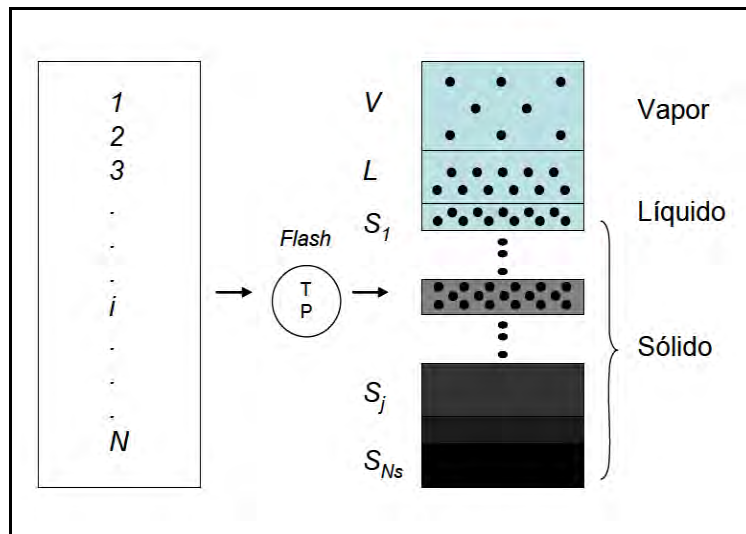 1
2
3
.
.
.
i
.
.
.
N
Flash
T
P
V
L
S1
Sj
SNs
Vapor
Líquido
Sólido